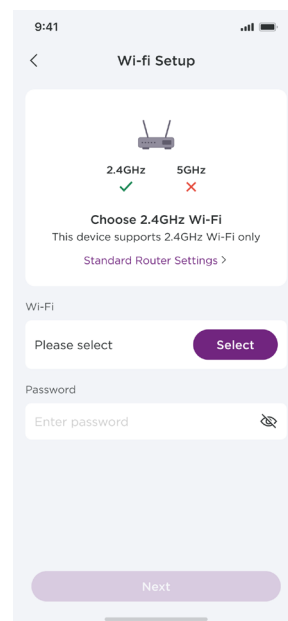 9:41
Wi-fi Setup
2.4GHz 5GHz
Choose 2.4GHz Wi-Fi
This device supports 2.4GHz Wi-Fi only
Standard Router Settings >
Wi-Fi
Please select Select
Password
Enter password
Next